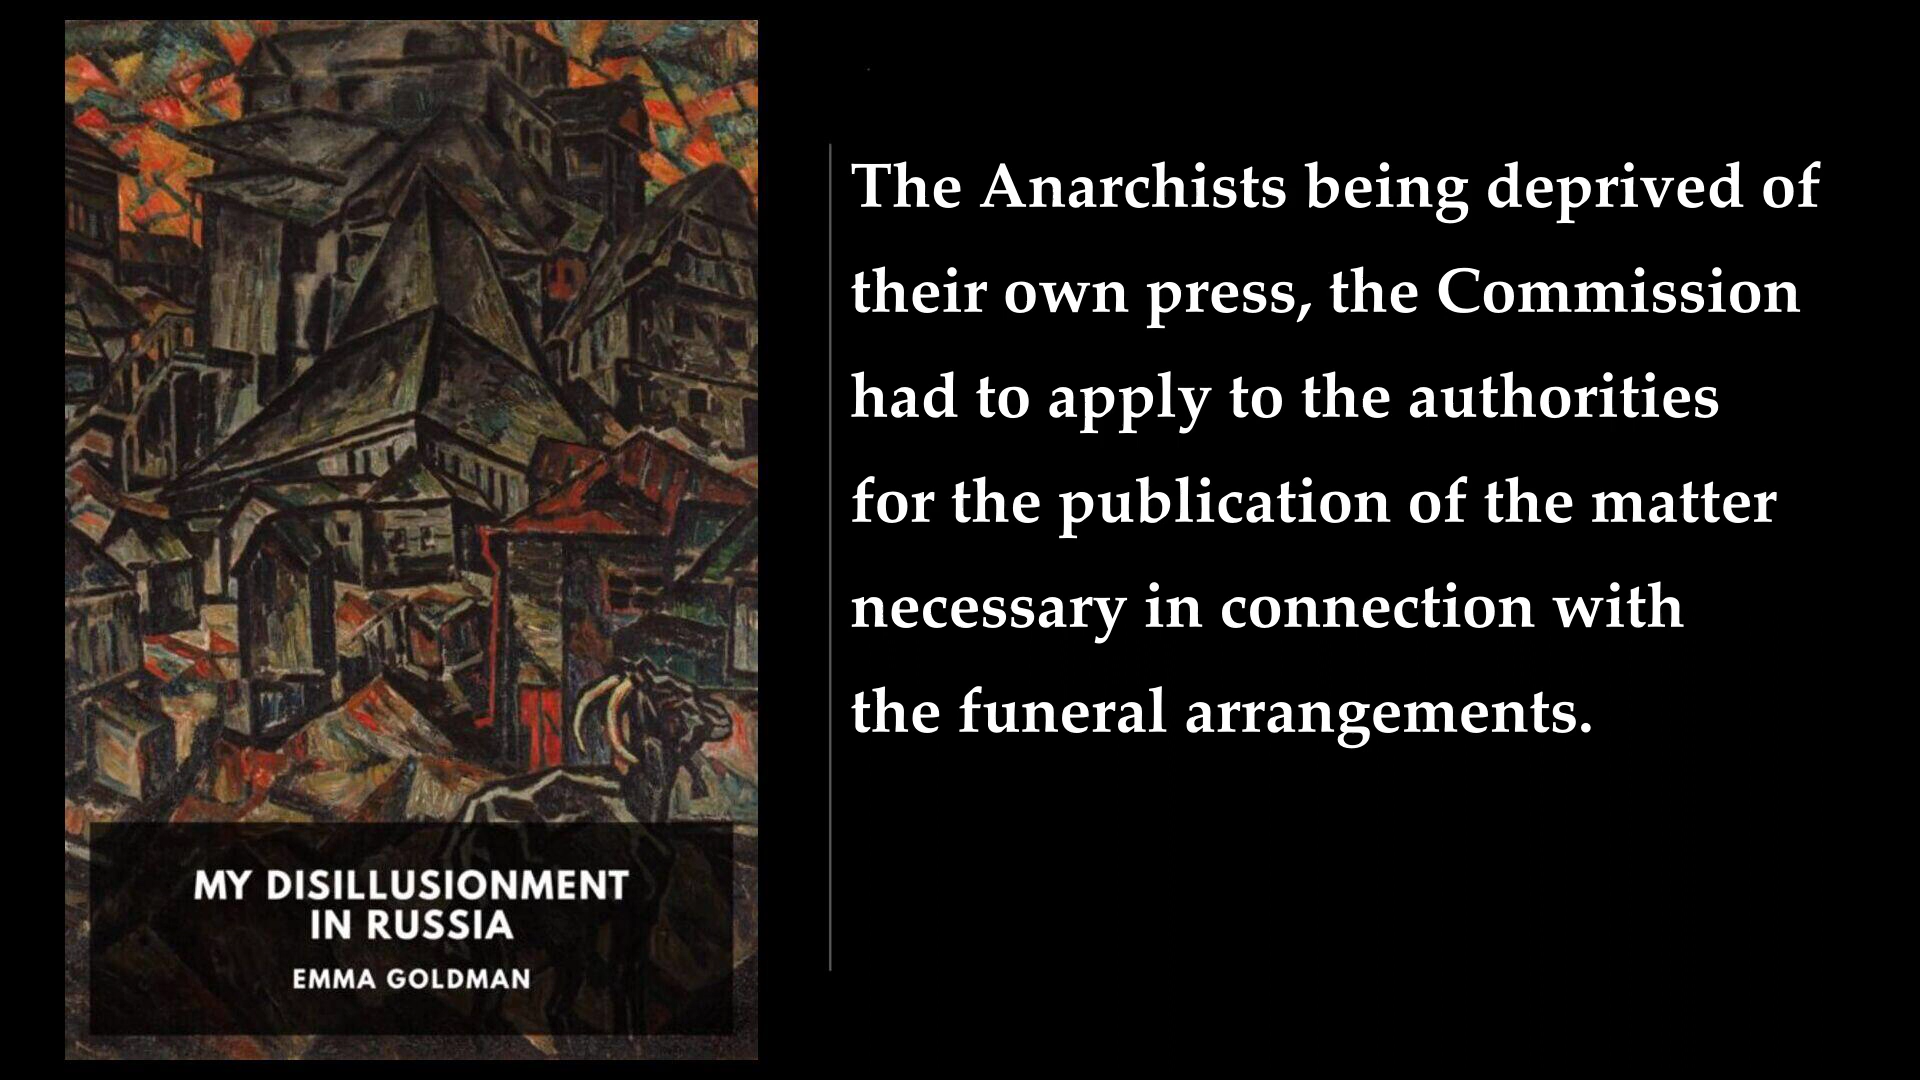 MY DISILLUSIONMENT
IN RUSSIA
EMMA GOLDMAN
The Anarchists being deprived of
their own press, the Commission
had to apply to the authorities
for the publication of the matter
necessary in connection with
the funeral arrangements.